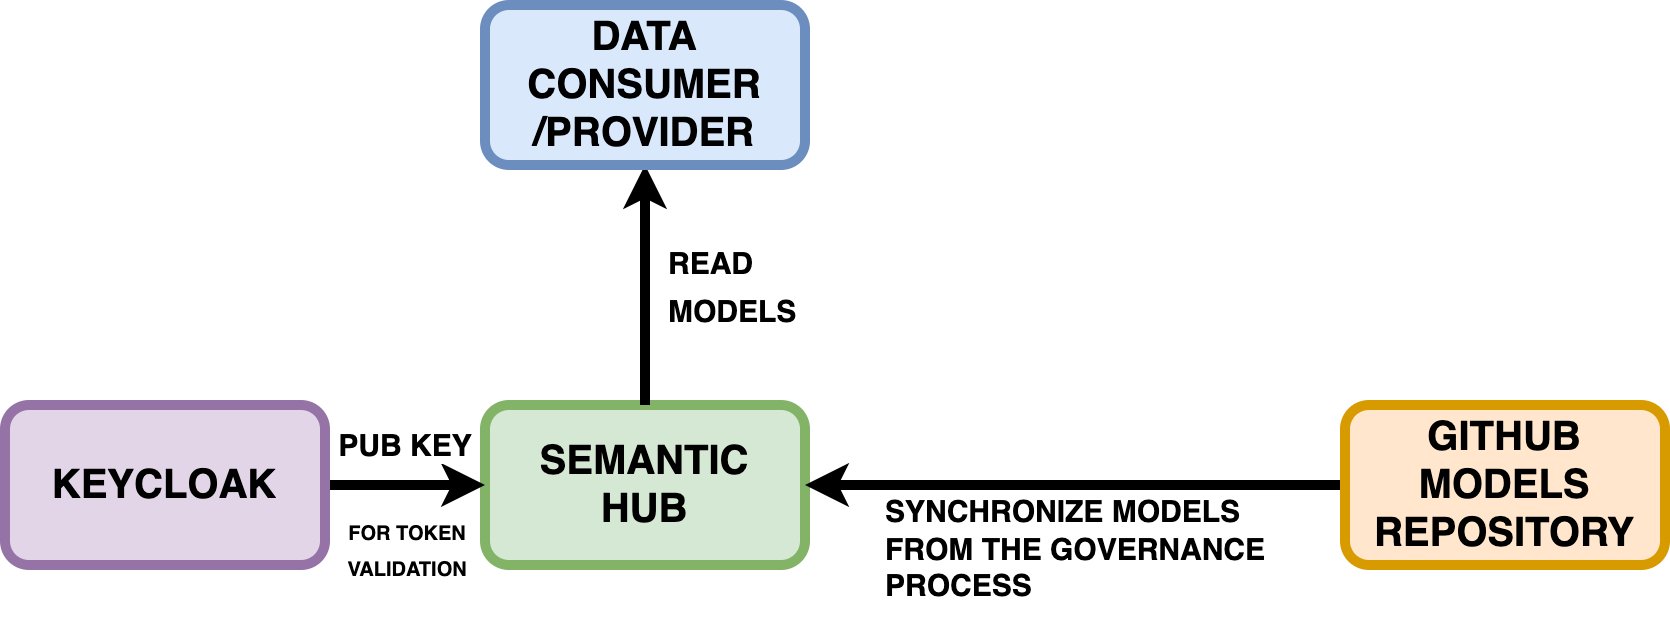 DATA
CONSUMER
/PROVIDER
READ
MODELS
KEYCLOAK
PUB KEY
FOR TOKEN
VALIDATION
SEMANTIC
HUB
SYNCHRONIZE MODELS
FROM THE GOVERNANCE
PROCESS
GITHUB
MODELS
REPOSITORY